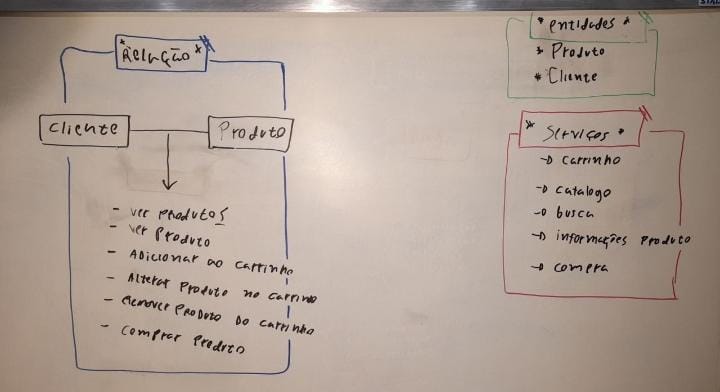 * Relação *
Cliente
Produto
- ver produtos
- ver Produto
- Adicionar ao carrinho
- Alterar Produto no carrinho
- Remover Produto Do carrinho
- comprar Produto
* entidades *
* Produto
* Cliente
* Serviços *
→ carrinho
→ catalogo
→ busca
→ informações Produto
→ compra